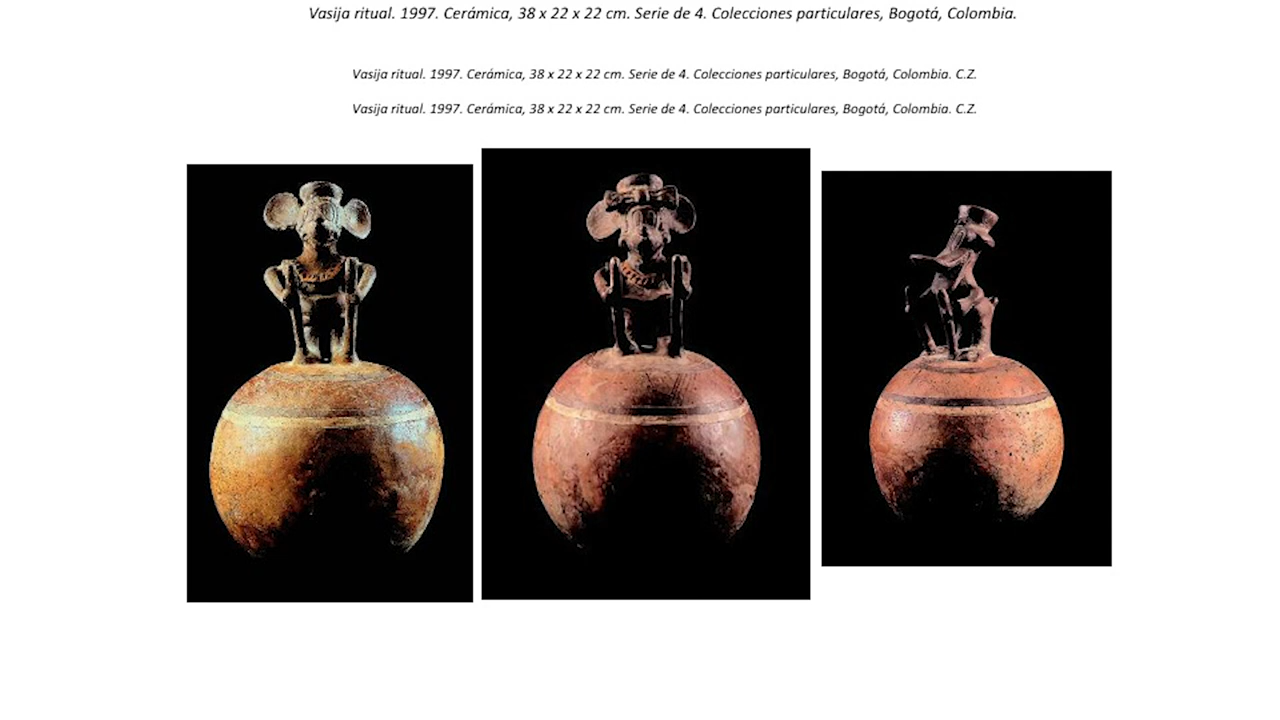 Vasija ritual. 1997. Cerámica, 38 x 22 x 22 cm. Serie de 4. Colecciones particulares, Bogotá, Colombia.
Vasija ritual. 1997. Cerámica, 38 x 22 x 22 cm. Serie de 4. Colecciones particulares, Bogotá, Colombia. C.Z.
Vasija ritual. 1997. Cerámica, 38 x 22 x 22 cm. Serie de 4. Colecciones particulares, Bogotá, Colombia. C.Z.